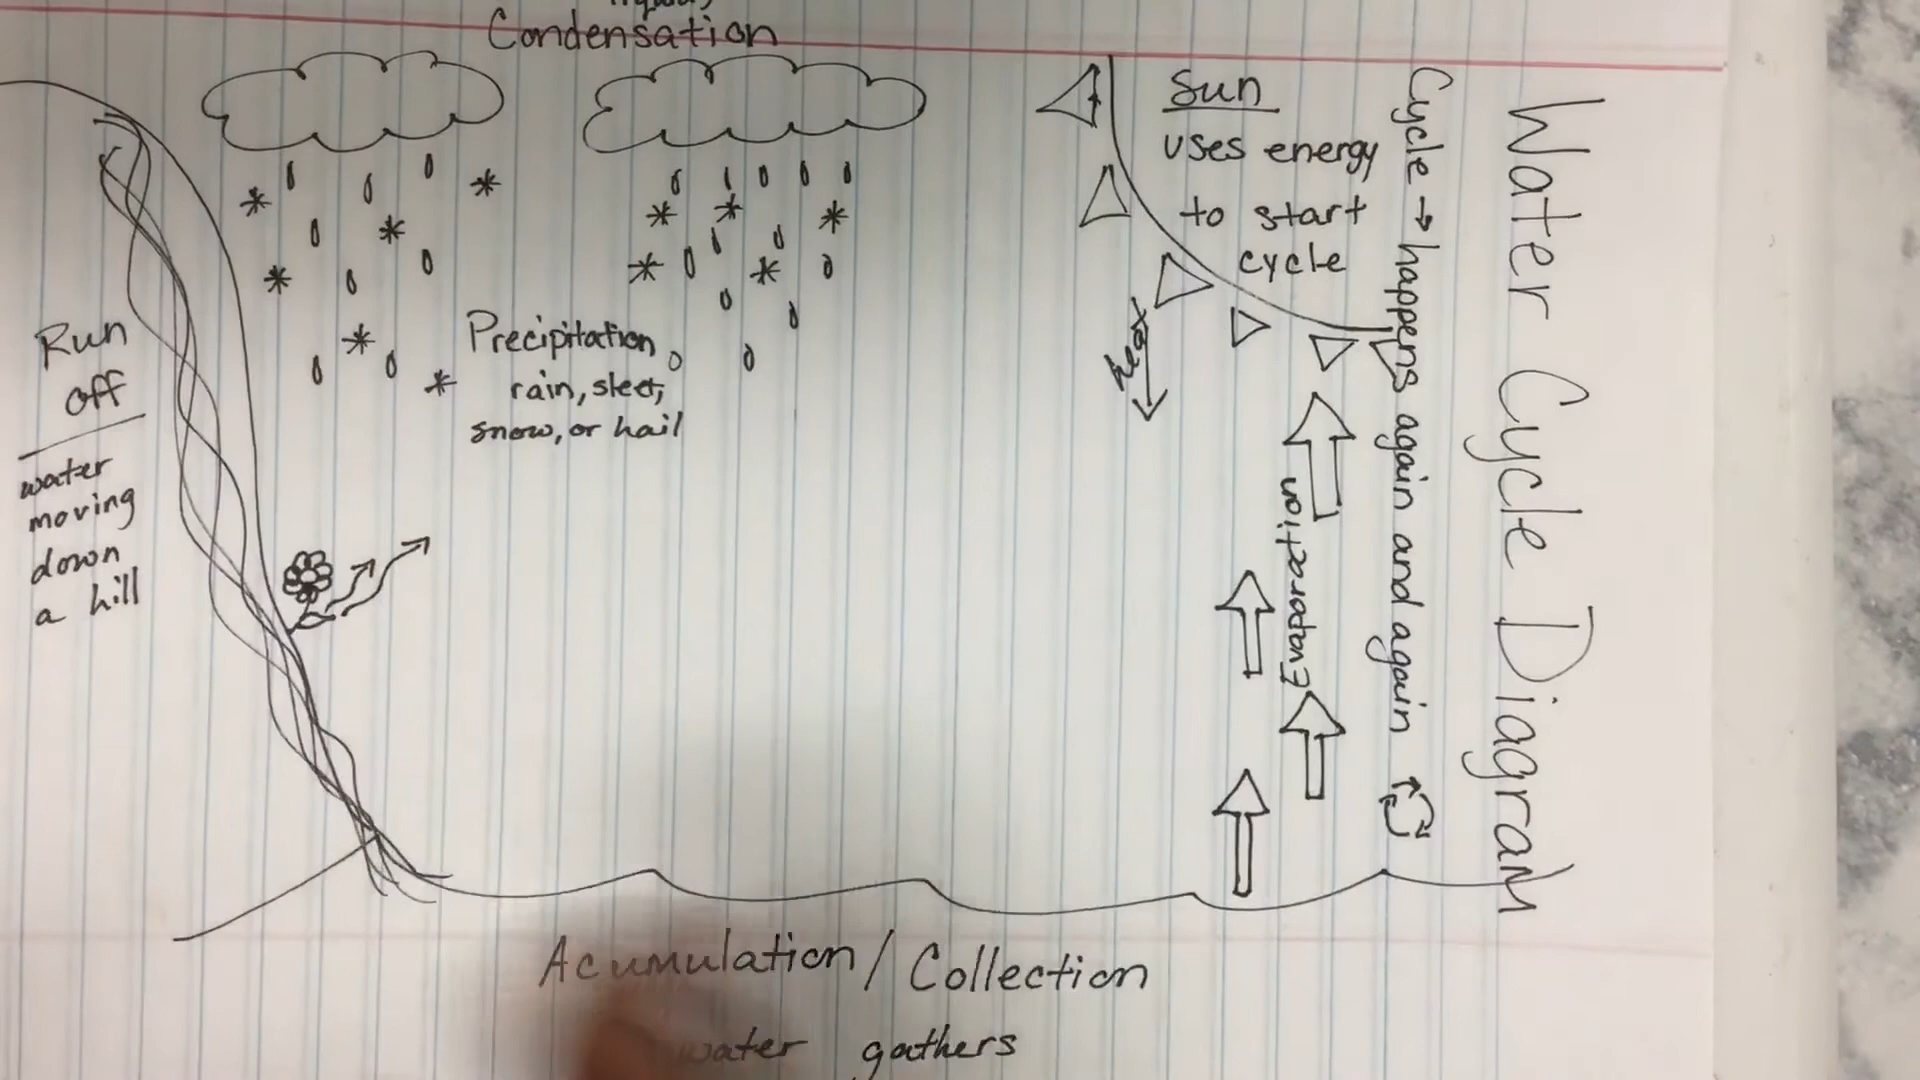 Condensation
Sun
uses energy
to start
cycle
heat
Precipitation
rain, sleet,
snow, or hail
Run
off
water
moving
down
a hill
Evaporation
Cycle → happens again and again
Water Cycle Diagram
Acumulation / Collection
water gathers